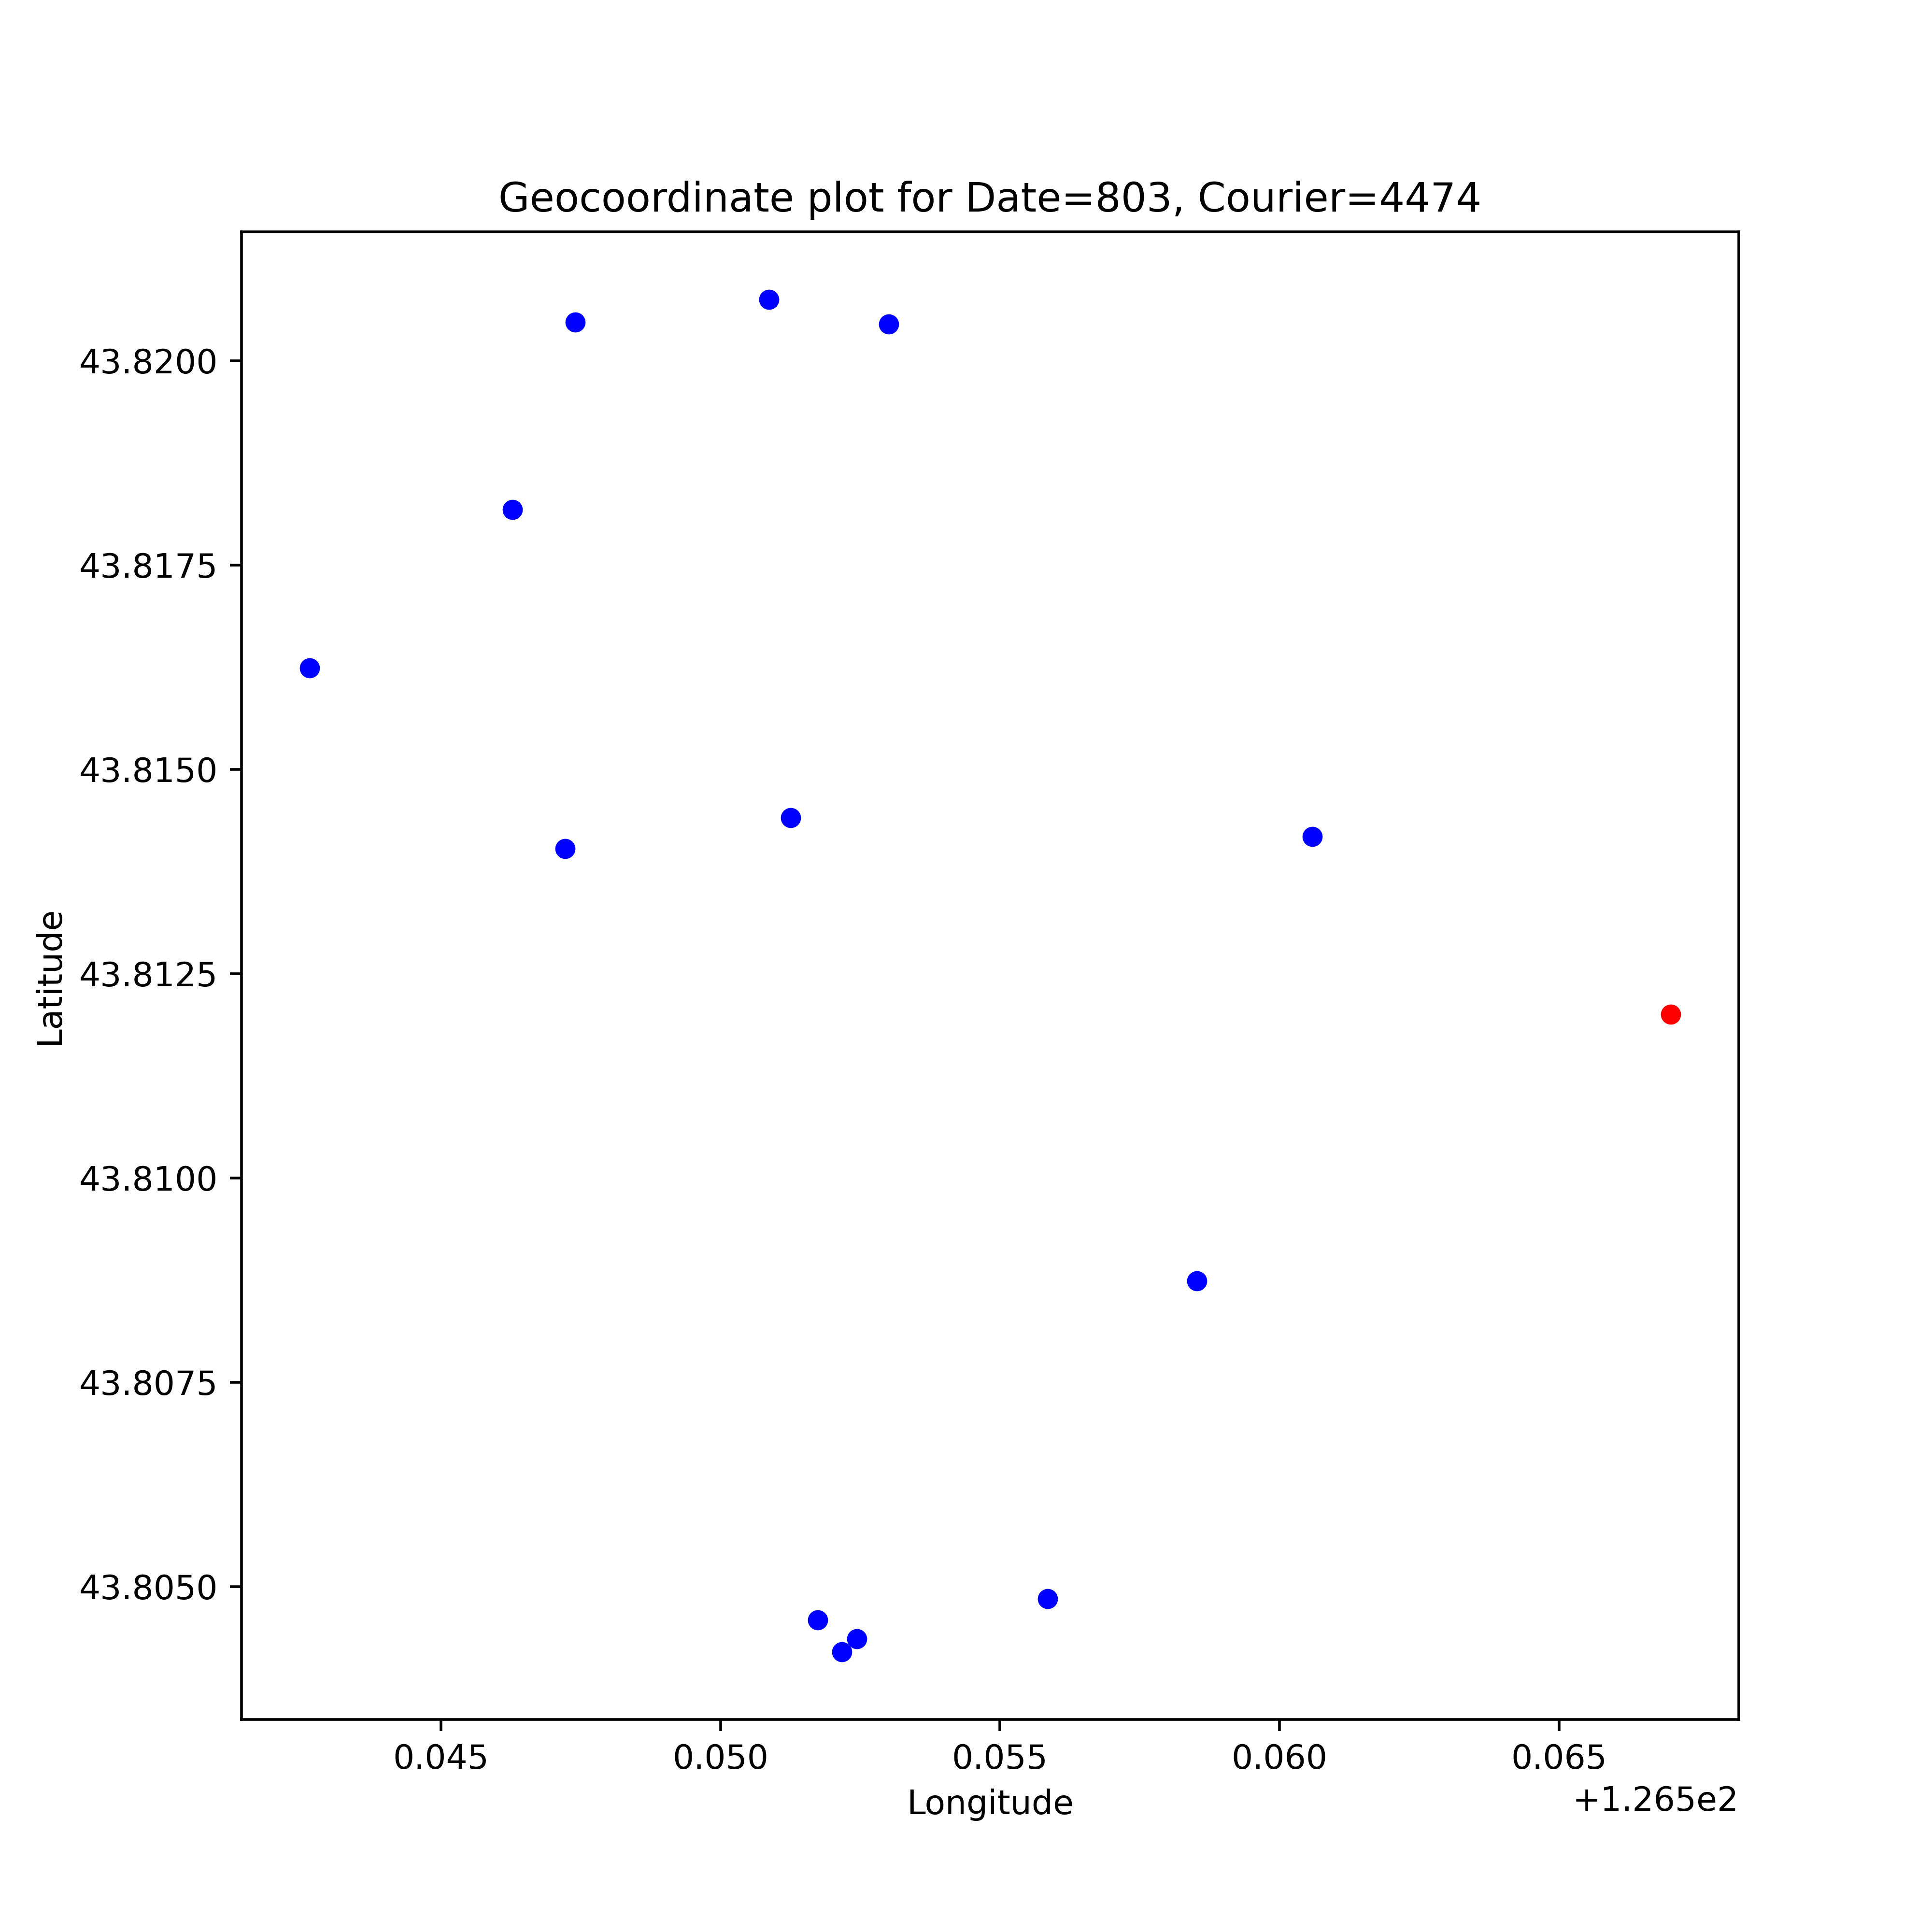 Geocoordinate plot for Date=803, Courier=4474
43.8200
43.8175
43.8150
43.8125
43.8100
43.8075
43.8050
Latitude
0.045 0.050 0.055 0.060 0.065
+1.265e2
Longitude